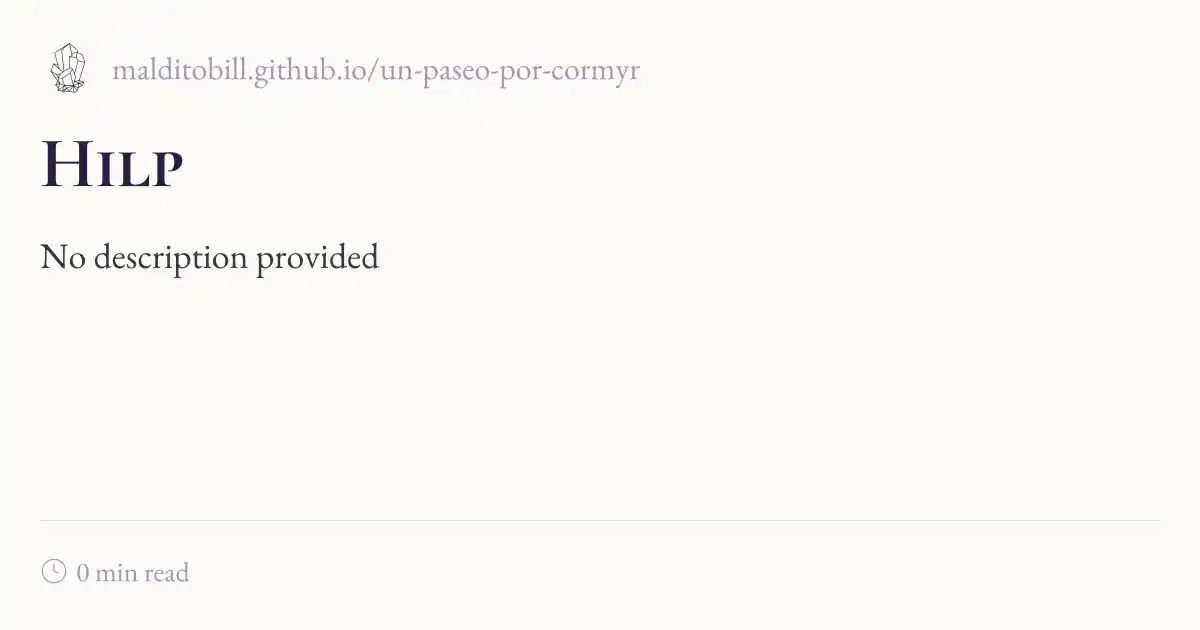 malditobill.github.io/un-paseo-por-cormyr
Hilp
No description provided
0 min read